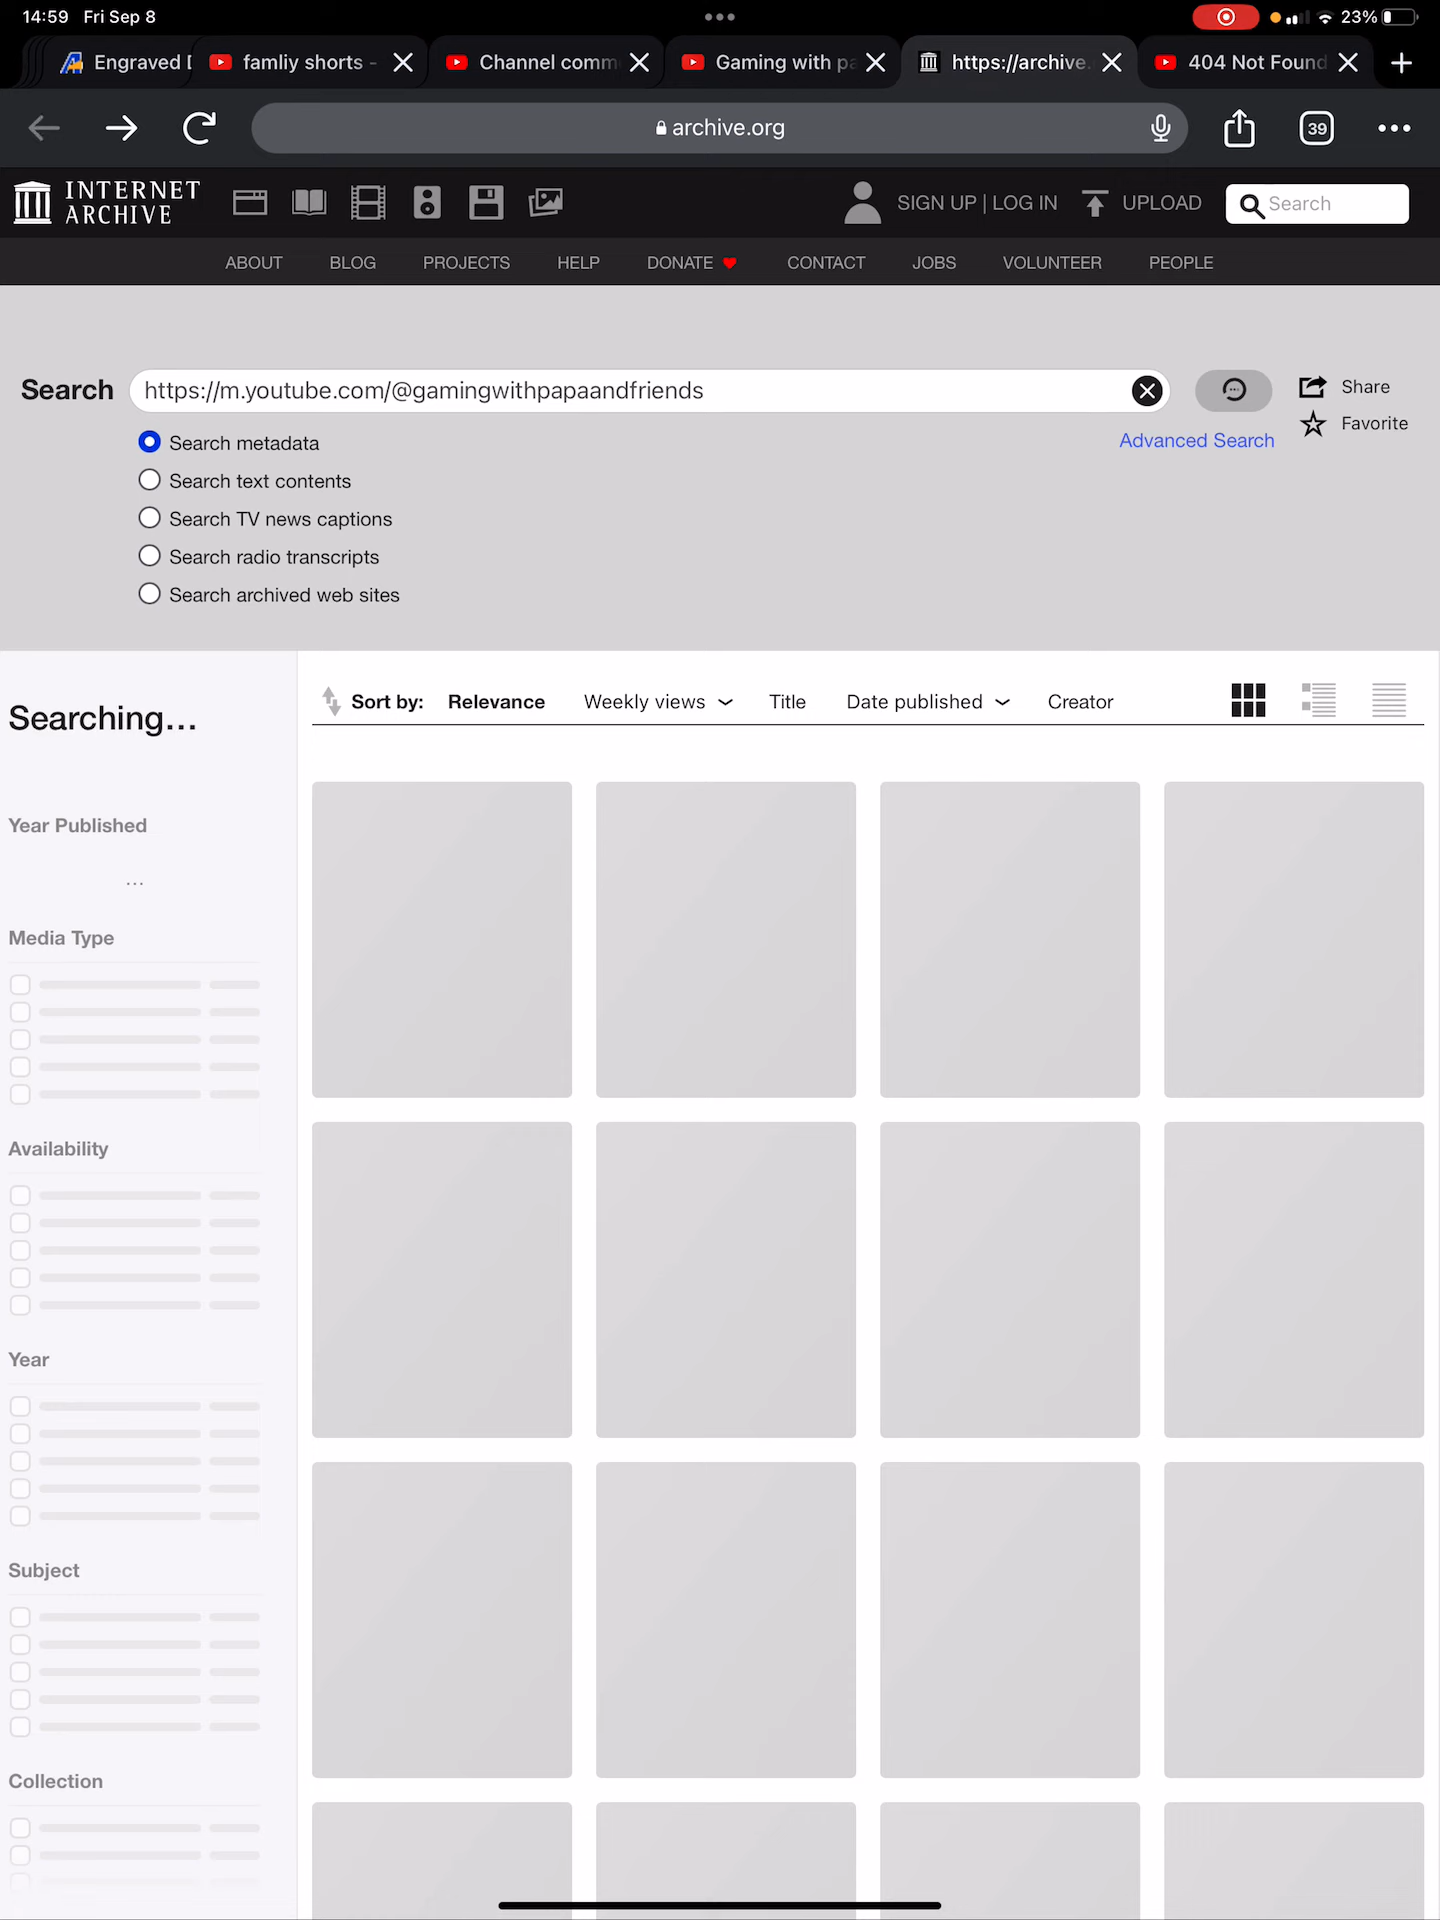 14:59 Fri Sep 8
23%
Engraved
famliy shorts -
Channel comm
Gaming with pa
https://archive.
404 Not Found
archive.org
39
INTERNET
ARCHIVE
SIGN UP | LOG IN
UPLOAD
Search
ABOUT
BLOG
PROJECTS
HELP
DONATE
CONTACT
JOBS
VOLUNTEER
PEOPLE
Search
https://m.youtube.com/@gamingwithpapaandfriends
Share
Favorite
Advanced Search
Search metadata
Search text contents
Search TV news captions
Search radio transcripts
Search archived web sites
Searching...
Sort by: Relevance Weekly views Title Date published Creator
Year Published
...
Media Type
Availability
Year
Subject
Collection